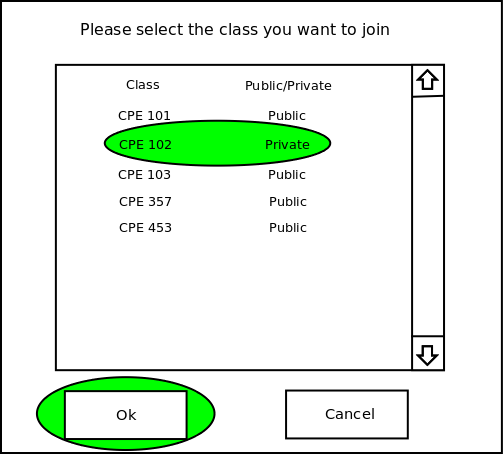 Please select the class you want to join
Class Public/Private
CPE 101 Public
CPE 102 Private
CPE 103 Public
CPE 357 Public
CPE 453 Public
Ok Cancel